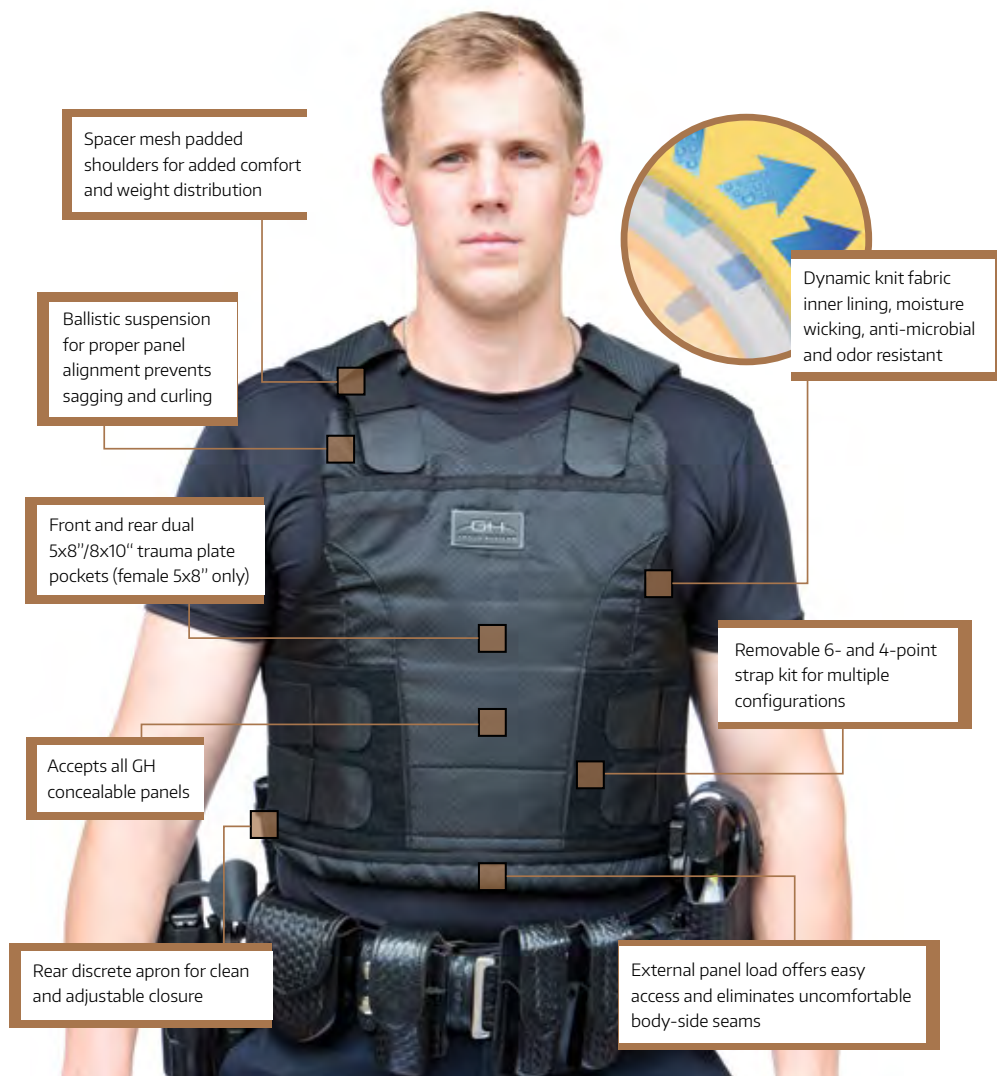 Spacer mesh padded
shoulders for added comfort
and weight distribution
Ballistic suspension
for proper panel
alignment prevents
sagging and curling
Dynamic knit fabric
inner lining, moisture
wicking, anti-microbial
and odor resistant
GH
Front and rear dual
5x8”/8x10“ trauma plate
pockets (female 5x8” only)
Removable 6- and 4-point
strap kit for multiple
configurations
Accepts all GH
concealable panels
Rear discrete apron for clean
and adjustable closure
External panel load offers easy
access and eliminates uncomfortable
body-side seams